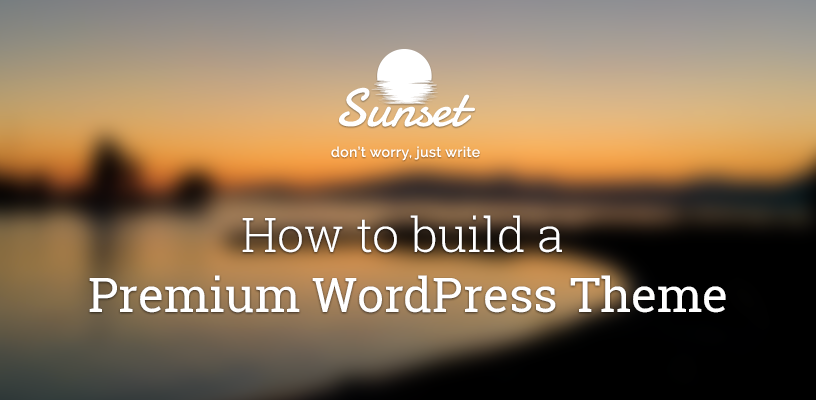 Sunset
don't worry, just write
How to build a
Premium WordPress Theme